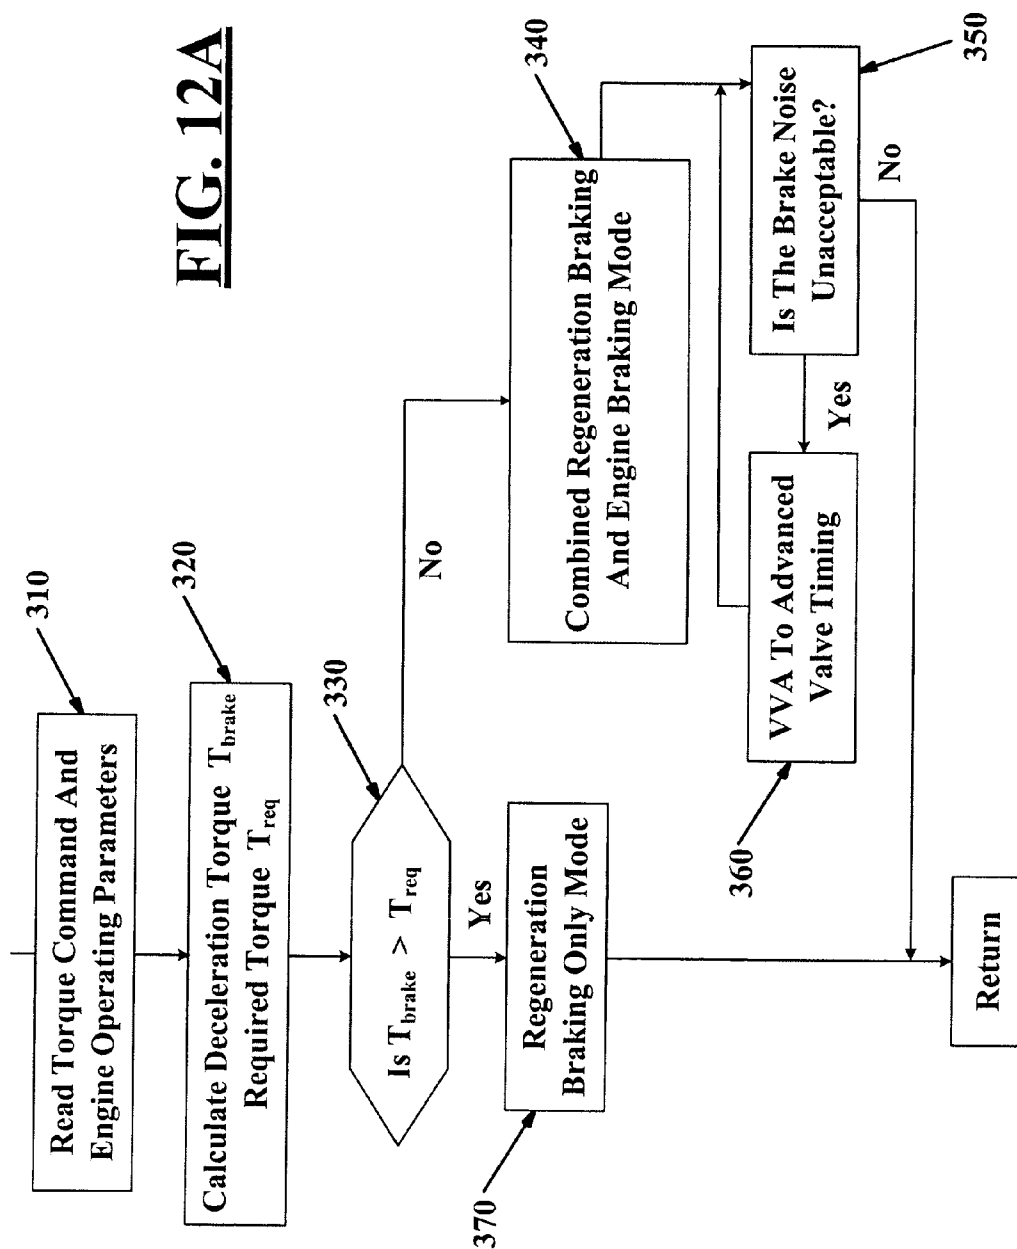 FIG. 12A
310
Read Torque Command And
Engine Operating Parameters
320
Calculate Deceleration Torque T_brake
Required Torque T_req
330
Is T_brake > T_req
No
Yes
340
Combined Regeneration Braking
And Engine Braking Mode
370
Regeneration
Braking Only Mode
350
Is The Brake Noise
Unacceptable?
Yes
No
360
VVA To Advanced
Valve Timing
Return